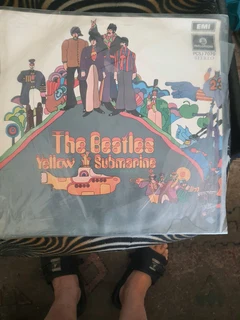 EMI
The Beatles
Yellow Submarine